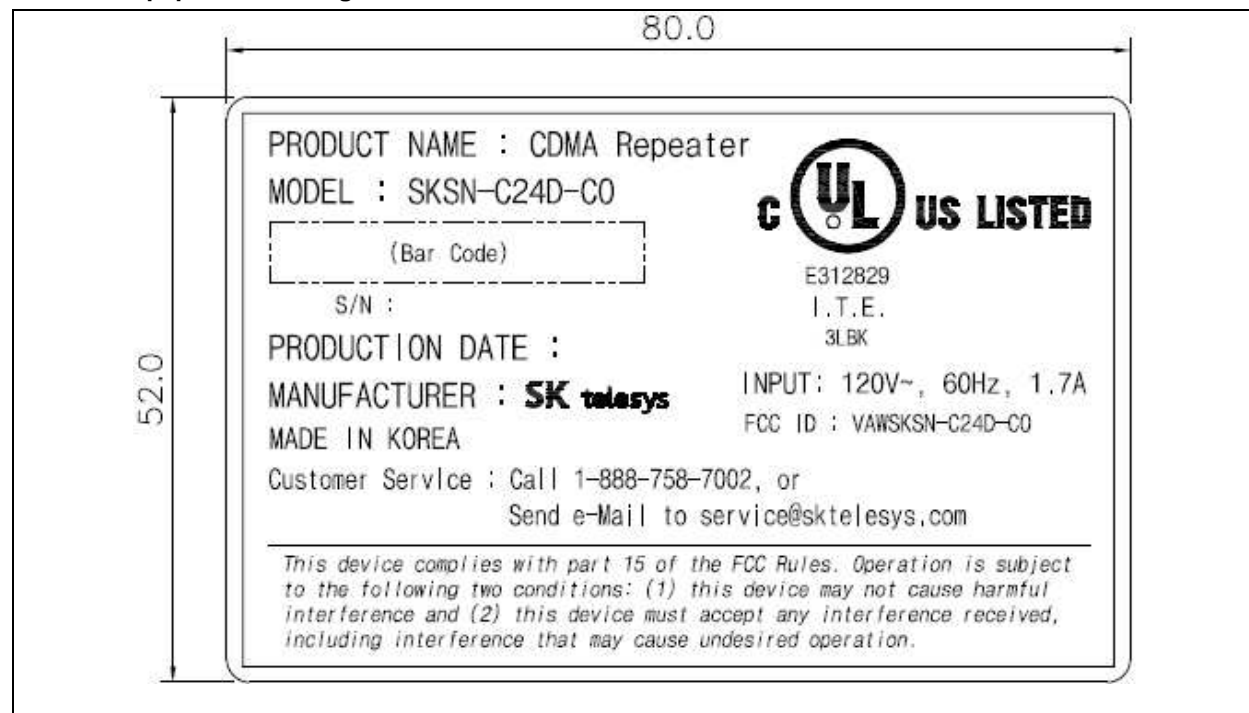 80.0
52.0
PRODUCT NAME : CDMA Repeater
MODEL : SKSN-C24D-CO
(Bar Code)
S/N :
PRODUCTION DATE :
MANUFACTURER : SK telesys
MADE IN KOREA
C UL US LISTED
E312829
I.T.E.
3LBK
INPUT: 120V~, 60Hz, 1.7A
FCC ID : VAWSKSN-C24D-CO
Customer Service : Call 1-888-758-7002, or
Send e-Mail to service@sktelesys.com
This device complies with part 15 of the FCC Rules. Operation is subject
to the following two conditions: (1) this device may not cause harmful
interference and (2) this device must accept any interference received,
including interference that may cause undesired operation.